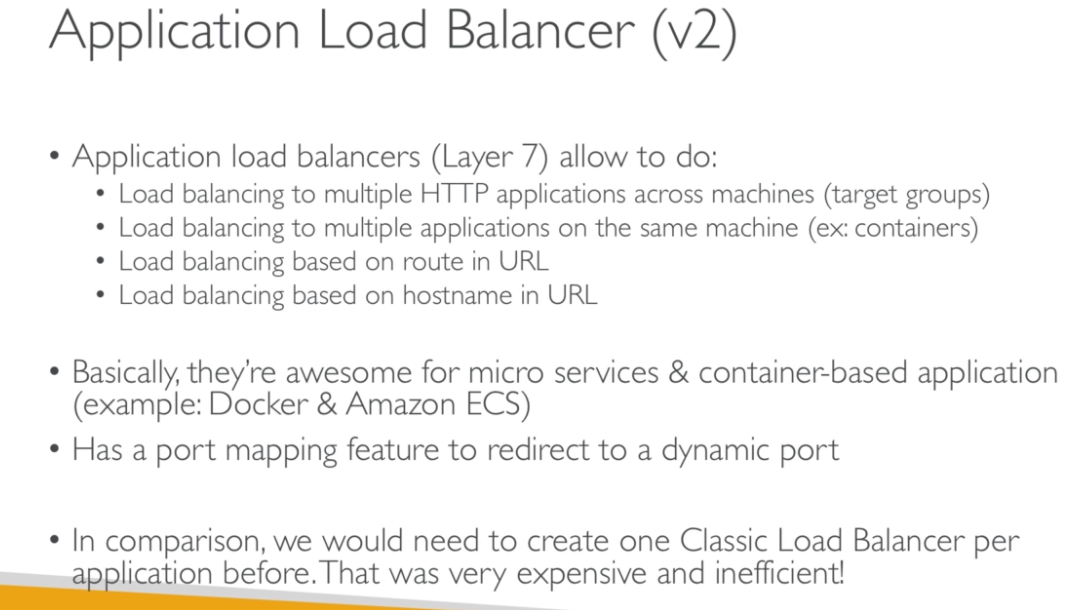 Application Load Balancer (v2)
• Application load balancers (Layer 7) allow to do:
• Load balancing to multiple HTTP applications across machines (target groups)
• Load balancing to multiple applications on the same machine (ex: containers)
• Load balancing based on route in URL
• Load balancing based on hostname in URL
• Basically, they're awesome for micro services & container-based application
(example: Docker & Amazon ECS)
• Has a port mapping feature to redirect to a dynamic port
• In comparison, we would need to create one Classic Load Balancer per
application before. That was very expensive and inefficient!